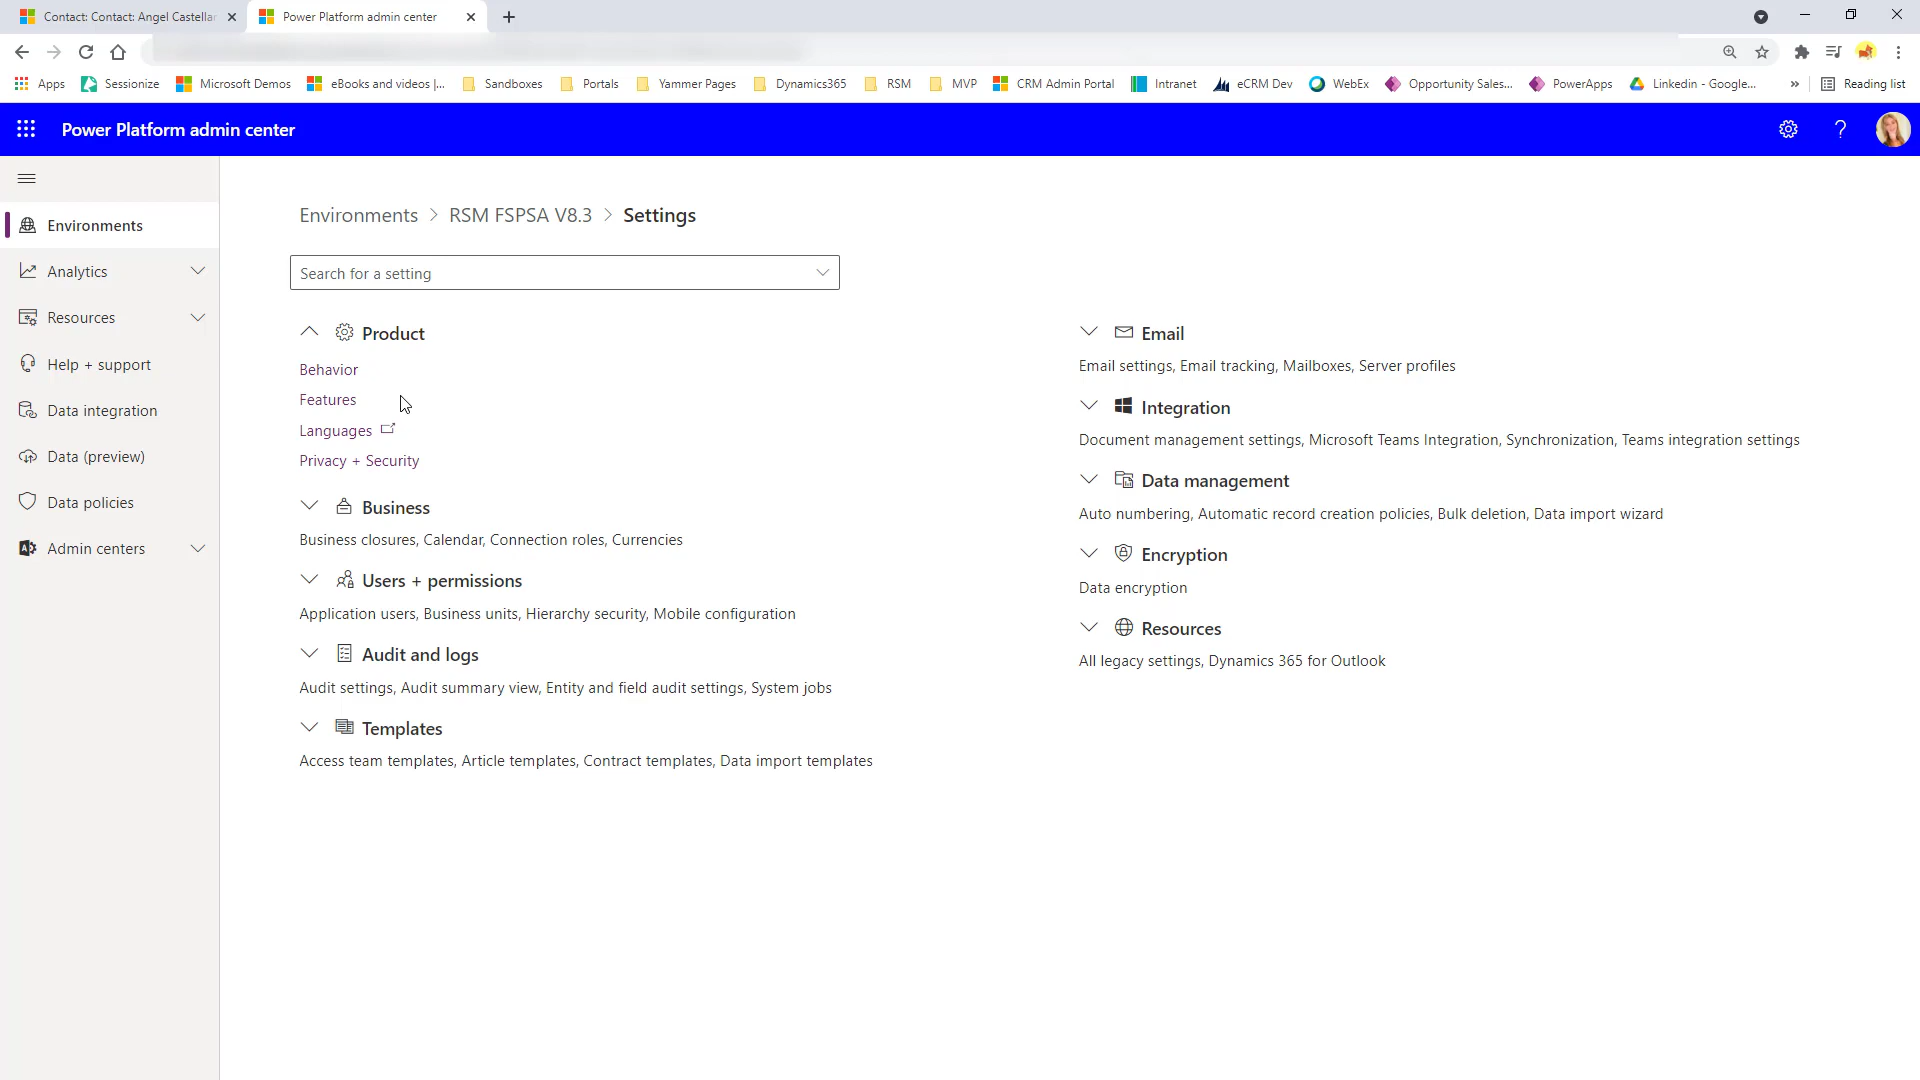 Contact: Contact: Angel Castellar
Power Platform admin center
Apps
Sessionize
Microsoft Demos
eBooks and videos |...
Sandboxes
Portals
Yammer Pages
Dynamics365
RSM
MVP
CRM Admin Portal
Intranet
eCRM Dev
WebEx
Opportunity Sales...
PowerApps
Linkedin - Google...
»
Reading list
Power Platform admin center
?
Environments
Analytics
Resources
Help + support
Data integration
Data (preview)
Data policies
Admin centers
Environments > RSM FSPSA V8.3 > Settings
Search for a setting
Product
Behavior
Features
Languages
Privacy + Security
Business
Business closures, Calendar, Connection roles, Currencies
Users + permissions
Application users, Business units, Hierarchy security, Mobile configuration
Audit and logs
Audit settings, Audit summary view, Entity and field audit settings, System jobs
Templates
Access team templates, Article templates, Contract templates, Data import templates
Email
Email settings, Email tracking, Mailboxes, Server profiles
Integration
Document management settings, Microsoft Teams Integration, Synchronization, Teams integration settings
Data management
Auto numbering, Automatic record creation policies, Bulk deletion, Data import wizard
Encryption
Data encryption
Resources
All legacy settings, Dynamics 365 for Outlook